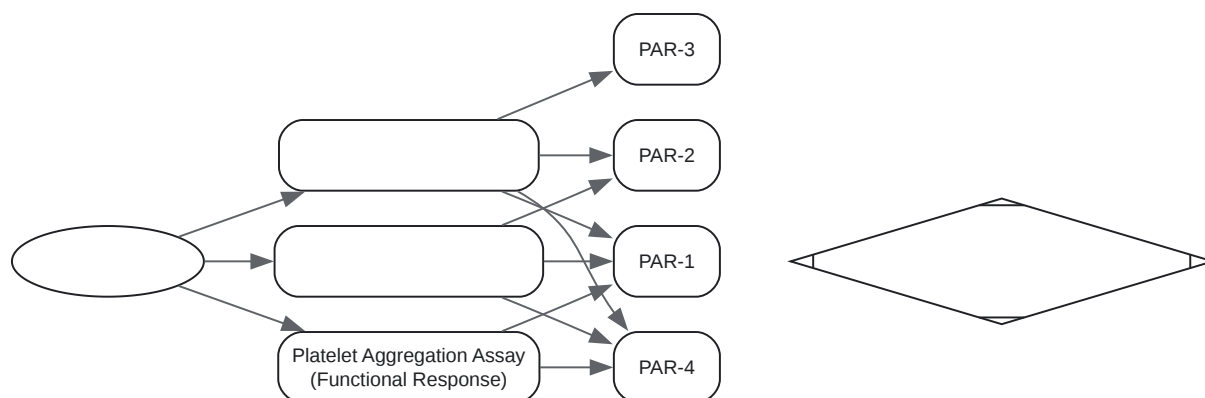 PAR-3
PAR-2
PAR-1
Platelet Aggregation Assay
(Functional Response)
PAR-4